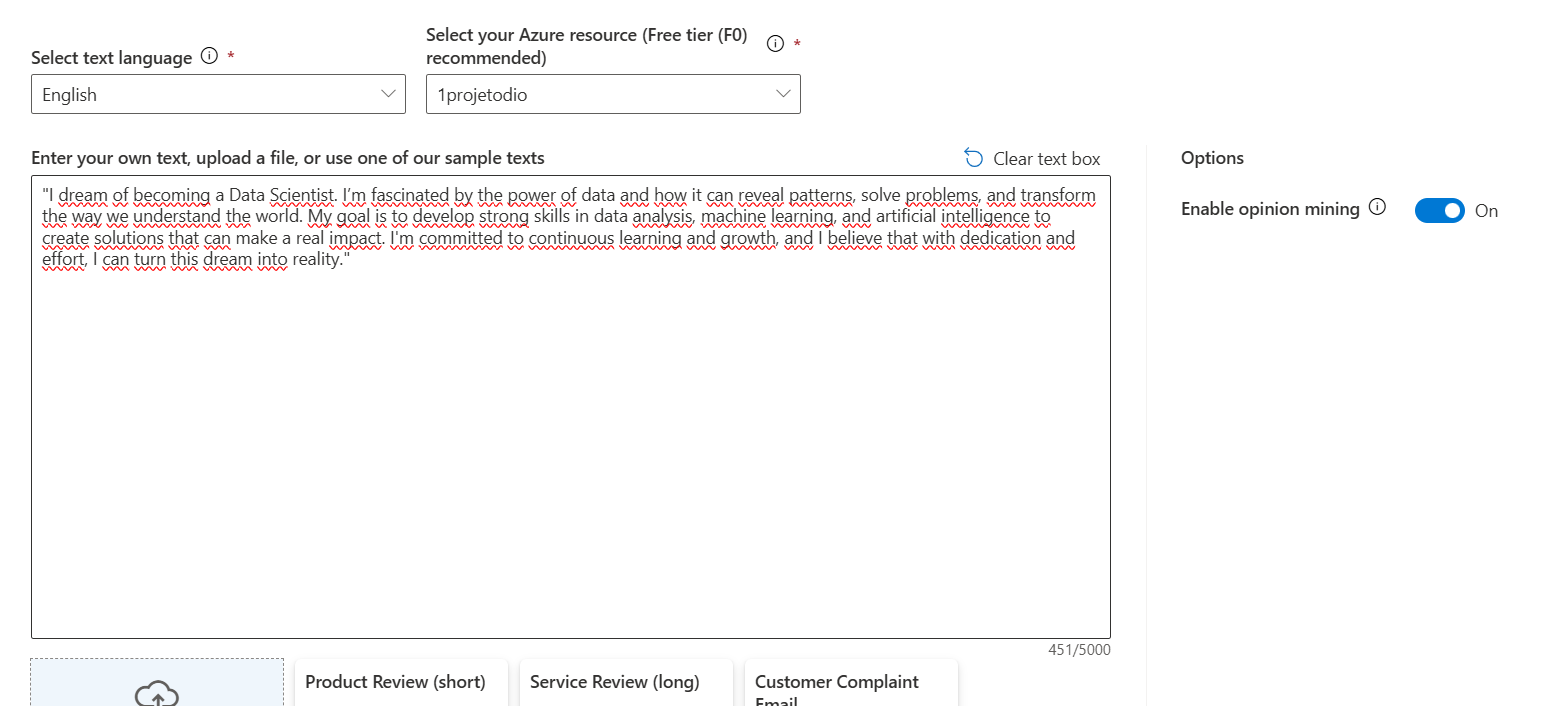 Select text language *
Select your Azure resource (Free tier (F0)
recommended) *
English
1projetodio
Enter your own text, upload a file, or use one of our sample texts
Clear text box
"I dream of becoming a Data Scientist. I’m fascinated by the power of data and how it can reveal patterns, solve problems, and transform
the way we understand the world. My goal is to develop strong skills in data analysis, machine learning, and artificial intelligence to
create solutions that can make a real impact. I'm committed to continuous learning and growth, and I believe that with dedication and
effort, I can turn this dream into reality."
451/5000
Options
Enable opinion mining
On
Product Review (short)
Service Review (long)
Customer Complaint
Email